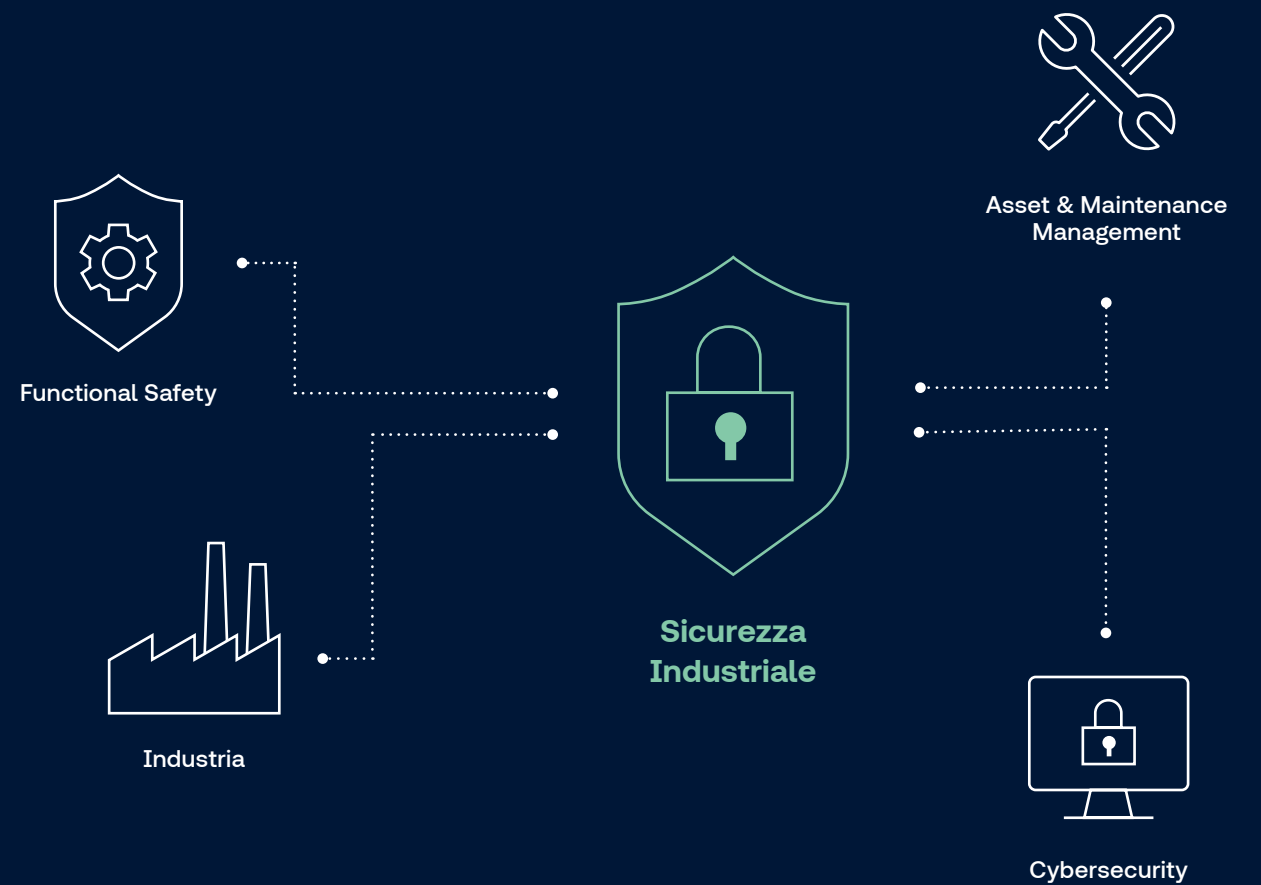 Asset & Maintenance
Management
Functional Safety
Sicurezza
Industriale
Industria
Cybersecurity